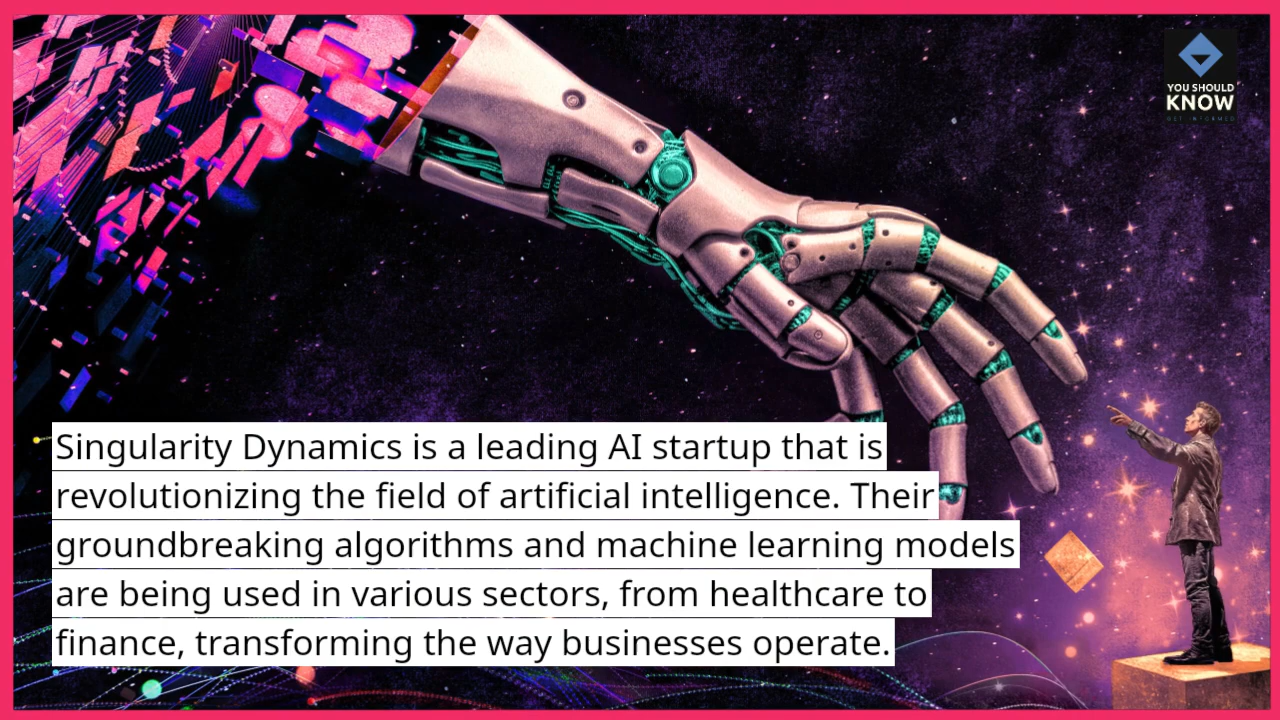 YOU SHOULD
KNOW
GET INFORMED
Singularity Dynamics is a leading AI startup that is
revolutionizing the field of artificial intelligence. Their
groundbreaking algorithms and machine learning models
are being used in various sectors, from healthcare to
finance, transforming the way businesses operate.